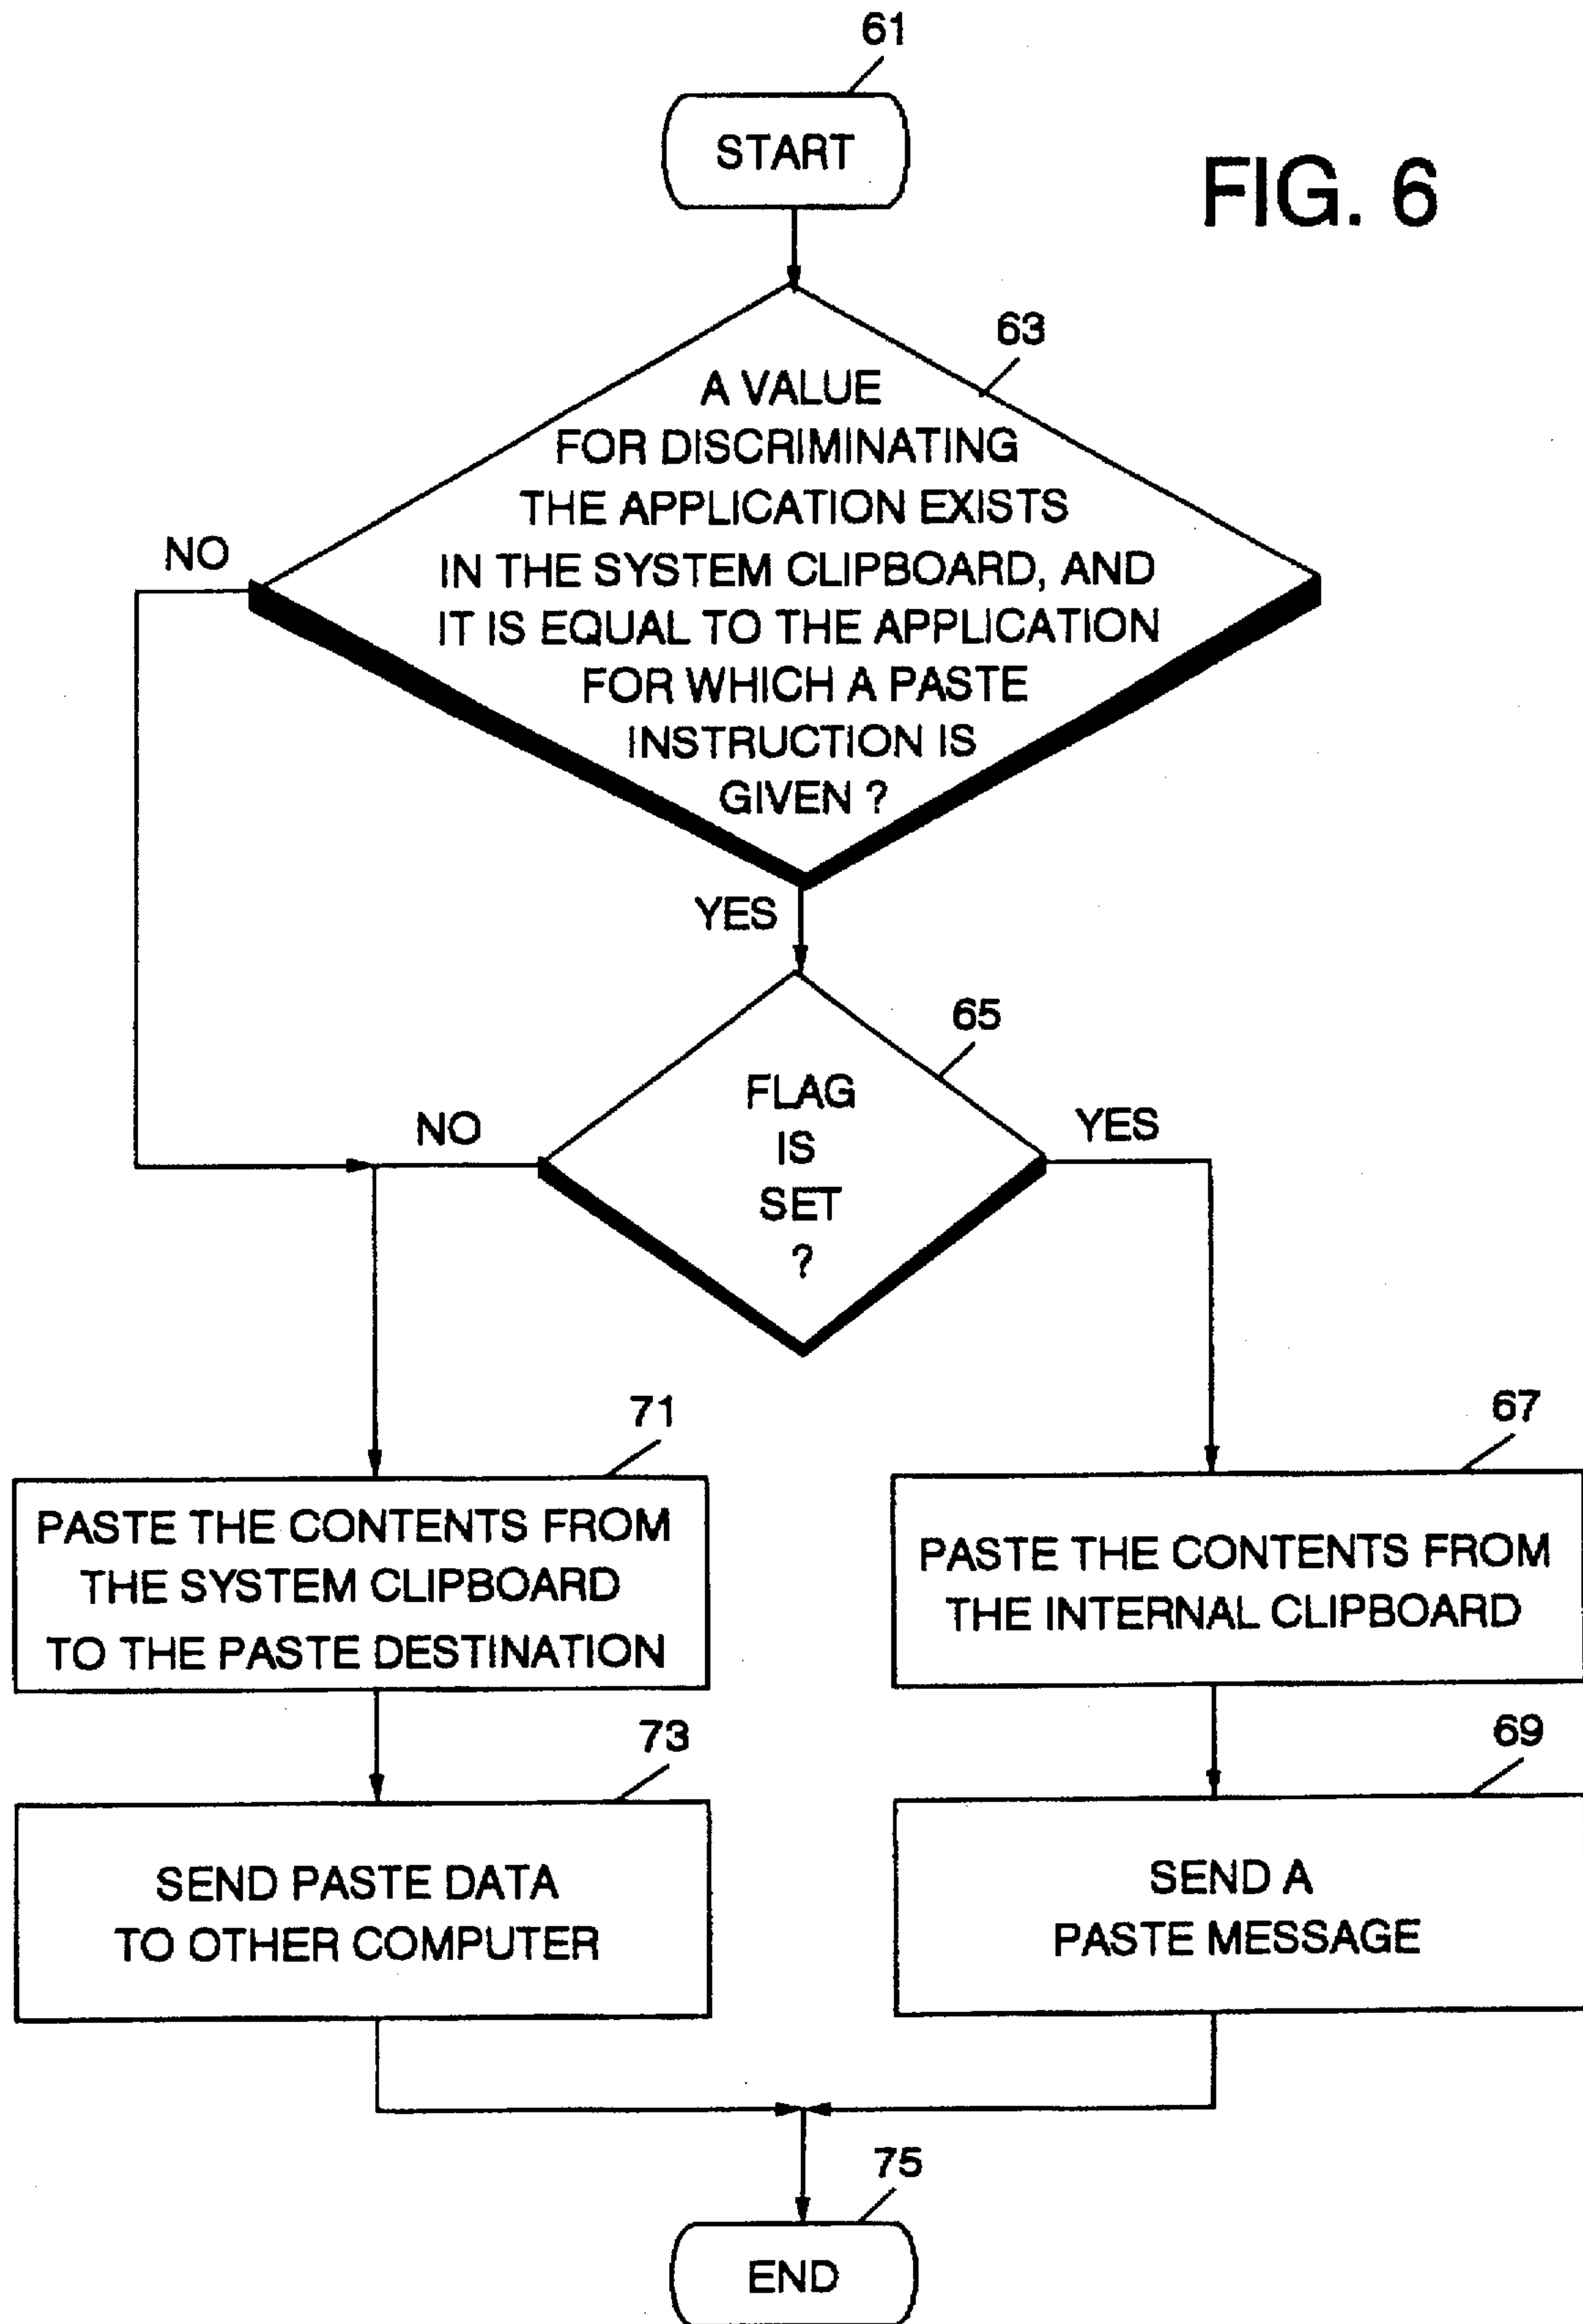 61
START
FIG. 6
63
A VALUE
FOR DISCRIMINATING
THE APPLICATION EXISTS
IN THE SYSTEM CLIPBOARD, AND
IT IS EQUAL TO THE APPLICATION
FOR WHICH A PASTE
INSTRUCTION IS
GIVEN ?
NO
YES
65
FLAG
IS
SET
?
NO
YES
71
PASTE THE CONTENTS FROM
THE SYSTEM CLIPBOARD
TO THE PASTE DESTINATION
67
PASTE THE CONTENTS FROM
THE INTERNAL CLIPBOARD
73
SEND PASTE DATA
TO OTHER COMPUTER
69
SEND A
PASTE MESSAGE
75
END